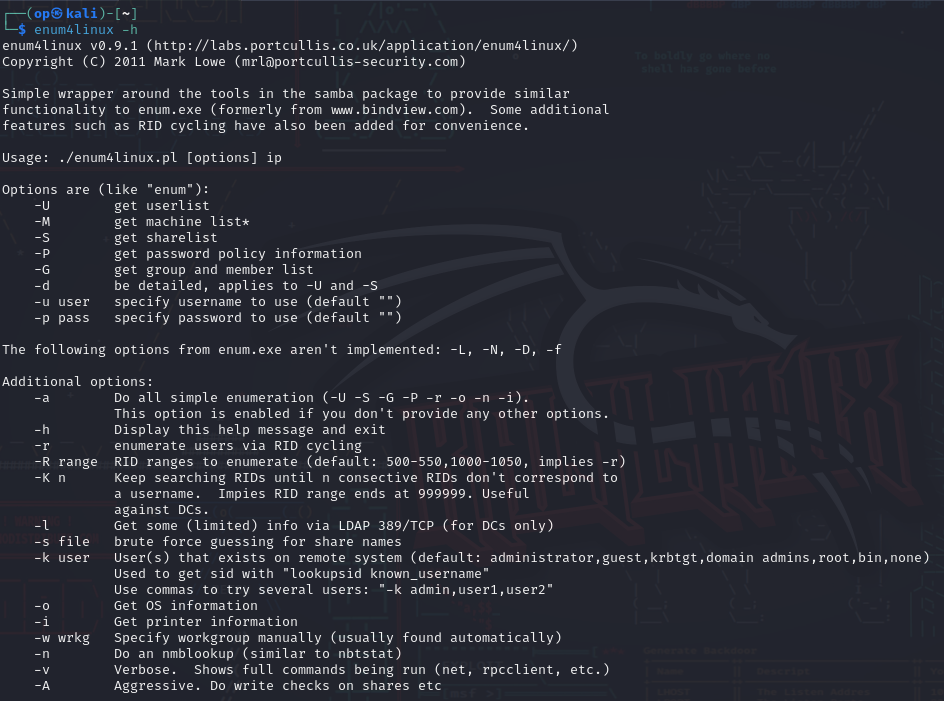 ┌──(op㉿kali)-[~]
└─$ enum4linux -h
enum4linux v0.9.1 (http://labs.portcullis.co.uk/application/enum4linux/)
Copyright (C) 2011 Mark Lowe (mrl@portcullis-security.com)

Simple wrapper around the tools in the samba package to provide similar
functionality to enum.exe (formerly from www.bindview.com).  Some additional
features such as RID cycling have also been added for convenience.

Usage: ./enum4linux.pl [options] ip

Options are (like "enum"):
    -U        get userlist
    -M        get machine list*
    -S        get sharelist
    -P        get password policy information
    -G        get group and member list
    -d        be detailed, applies to -U and -S
    -u user   specify username to use (default "")
    -p pass   specify password to use (default "")

The following options from enum.exe aren't implemented: -L, -N, -D, -f

Additional options:
    -a        Do all simple enumeration (-U -S -G -P -r -o -n -i).
              This option is enabled if you don't provide any other options.
    -h        Display this help message and exit
    -r        enumerate users via RID cycling
    -R range  RID ranges to enumerate (default: 500-550,1000-1050, implies -r)
    -K n      Keep searching RIDs until n consective RIDs don't correspond to
              a username.  Impies RID range ends at 999999. Useful
              against DCs.
    -l        Get some (limited) info via LDAP 389/TCP (for DCs only)
    -s file   brute force guessing for share names
    -k user   User(s) that exists on remote system (default: administrator,guest,krbtgt,domain admins,root,bin,none)
              Used to get sid with "lookupsid known_username"
              Use commas to try several users: "-k admin,user1,user2"
    -o        Get OS information
    -i        Get printer information
    -w wrkg   Specify workgroup manually (usually found automatically)
    -n        Do an nmblookup (similar to nbtstat)
    -v        Verbose.  Shows full commands being run (net, rpcclient, etc.)
    -A        Aggressive. Do write checks on shares etc
To boldly go where no
shell has gone before
KALI LINUX